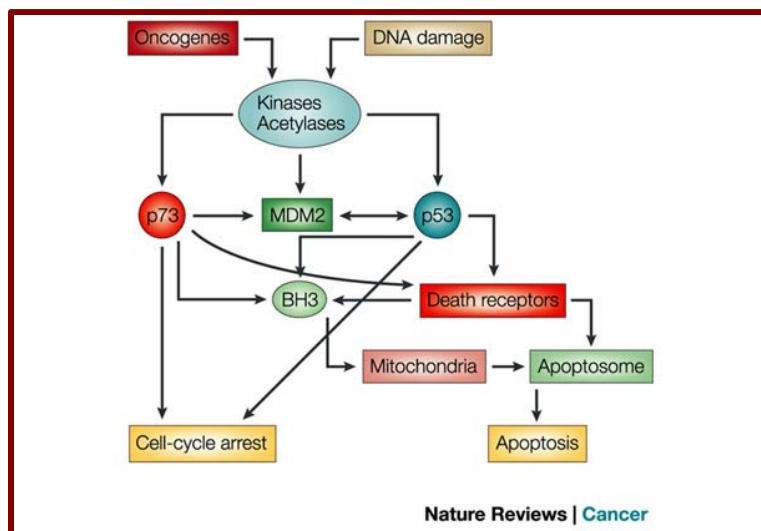 Oncogenes
DNA damage
Kinases
Acetylases
p73
MDM2
p53
BH3
Death receptors
Mitochondria
Apoptosome
Cell-cycle arrest
Apoptosis
Nature Reviews | Cancer